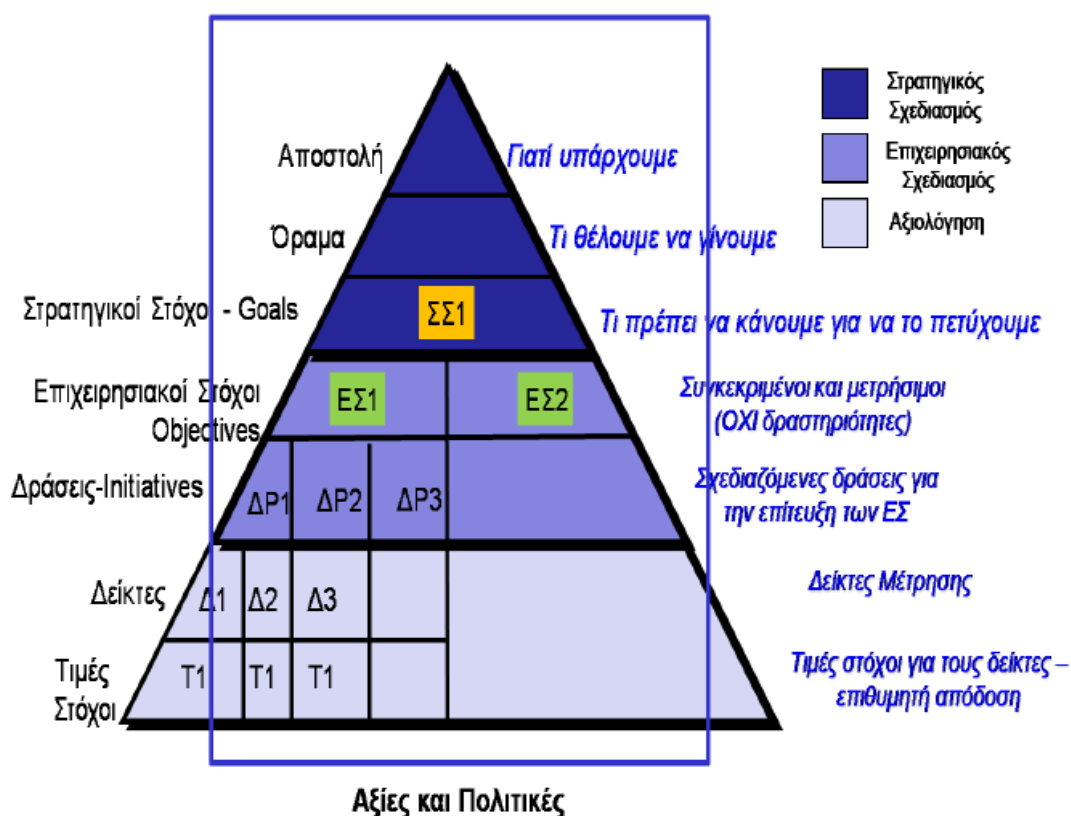 Στρατηγικός
Σχεδιασμός
Αποστολή
Γιατί υπάρχουμε
Επιχειρησιακός
Σχεδιασμός
Αξιολόγηση
Όραμα
Τι θέλουμε να γίνουμε
Στρατηγικοί Στόχοι - Goals
ΣΣ1
Τι πρέπει να κάνουμε για να το πετύχουμε
Επιχειρησιακοί Στόχοι
Objectives
ΕΣ1
ΕΣ2
Συγκεκριμένοι και μετρήσιμοι
(ΟΧΙ δραστηριότητες)
Δράσεις-Initiatives
ΔΡ1
ΔΡ2
ΔΡ3
Σχεδιαζόμενες δράσεις για
την επίτευξη των ΕΣ
Δείκτες
Δ1
Δ2
Δ3
Δείκτες Μέτρησης
Τιμές
Στόχοι
Τ1
Τ1
Τ1
Τιμές στόχοι για τους δείκτες –
επιθυμητή απόδοση
Αξίες και Πολιτικές